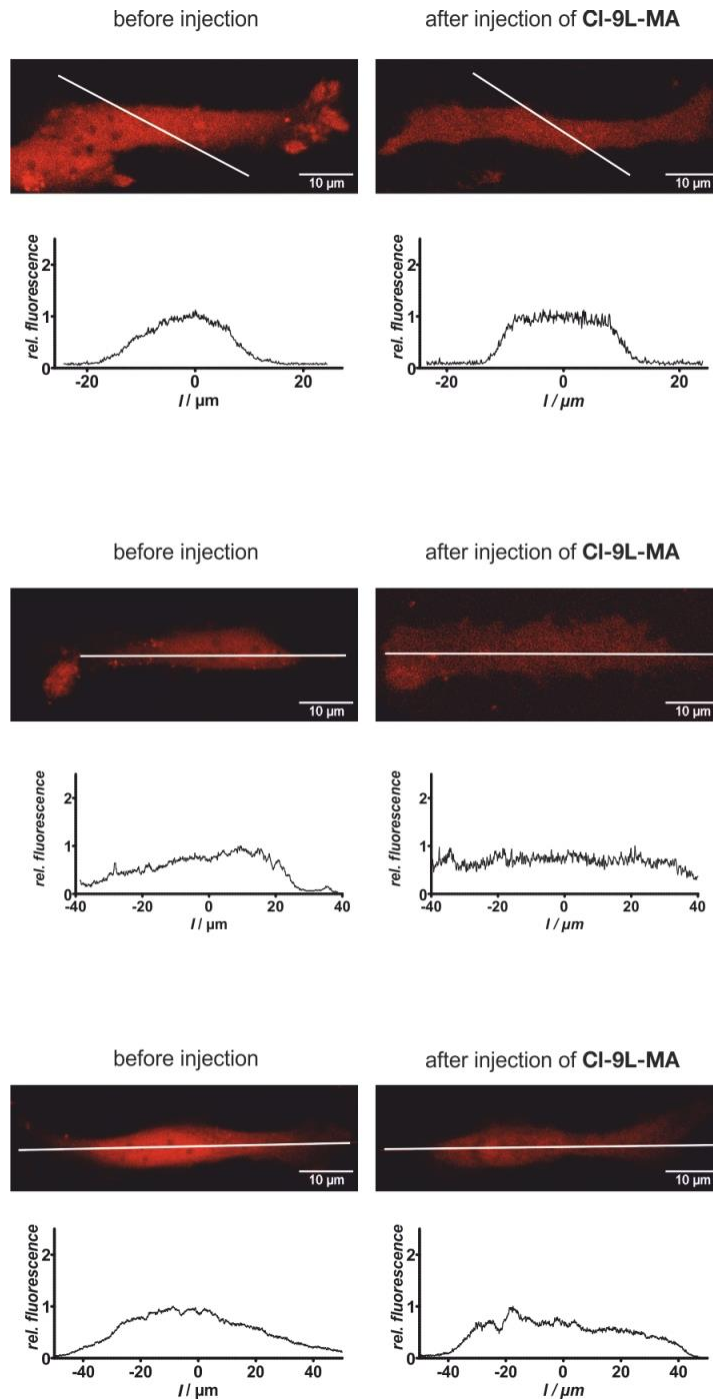 before injection
after injection of Cl-9L-MA
10 µm
10 µm
rel. fluorescence
2
1
0
-20
0
20
l / µm
rel. fluorescence
2
1
0
-20
0
20
l / µm
before injection
after injection of Cl-9L-MA
10 µm
10 µm
rel. fluorescence
2
1
0
-40
-20
0
20
40
l / µm
rel. fluorescence
2
1
0
-40
-20
0
20
40
l / µm
before injection
after injection of Cl-9L-MA
10 µm
10 µm
rel. fluorescence
2
1
0
-40
-20
0
20
40
l / µm
rel. fluorescence
2
1
0
-40
-20
0
20
40
l / µm